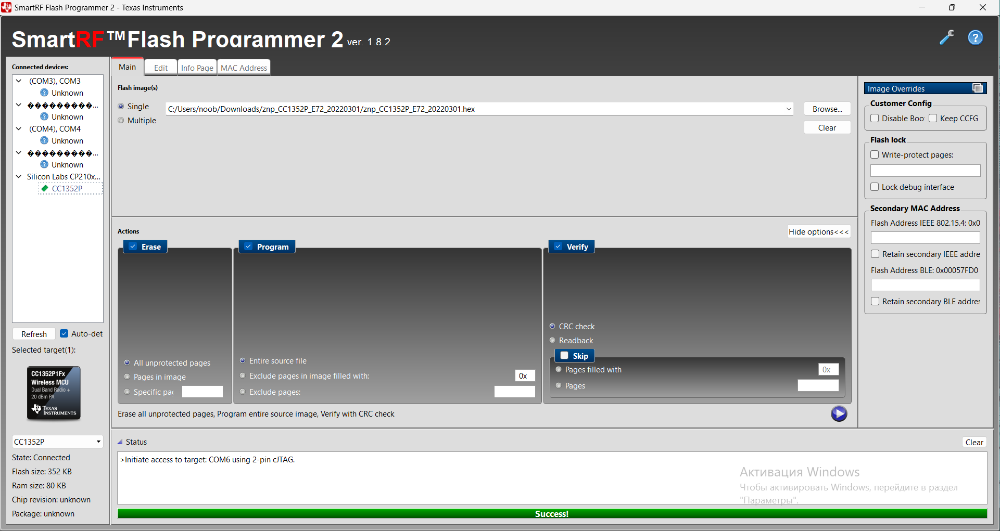 SmartRF Flash Programmer 2 - Texas Instruments
SmartRF™Flash Programmer 2 ver. 1.8.2
Connected devices:
(COM3), COM3
Unknown
����������...
Unknown
(COM4), COM4
Unknown
����������...
Unknown
Silicon Labs CP210x...
CC1352P
Refresh
Auto-det
Selected target(1):
CC1352P1Fx
Wireless MCU
Dual Band Radio +
20 dBm PA
TEXAS
INSTRUMENTS
CC1352P
State: Connected
Flash size: 352 KB
Ram size: 80 KB
Chip revision: unknown
Package: unknown
Main Edit Info Page MAC Address
Flash image(s)
Single
C:/Users/noob/Downloads/znp_CC1352P_E72_20220301/znp_CC1352P_E72_20220301.hex
Browse...
Multiple
Clear
Actions
Hide options<<<
Erase
All unprotected pages
Pages in image
Specific pag
Program
Entire source file
Exclude pages in image filled with: 0x
Exclude pages:
Verify
CRC check
Readback
Skip
Pages filled with 0x
Pages
Erase all unprotected pages, Program entire source image, Verify with CRC check
Image Overrides
Customer Config
Disable Boo Keep CCFG
Flash lock
Write-protect pages:
Lock debug interface
Secondary MAC Address
Flash Address IEEE 802.15.4: 0x0
Retain secondary IEEE addre
Flash Address BLE: 0x00057FD0
Retain secondary BLE addres
Status
Clear
>Initiate access to target: COM6 using 2-pin cJTAG.
Активация Windows
Чтобы активировать Windows, перейдите в раздел
"Параметры".
Success!